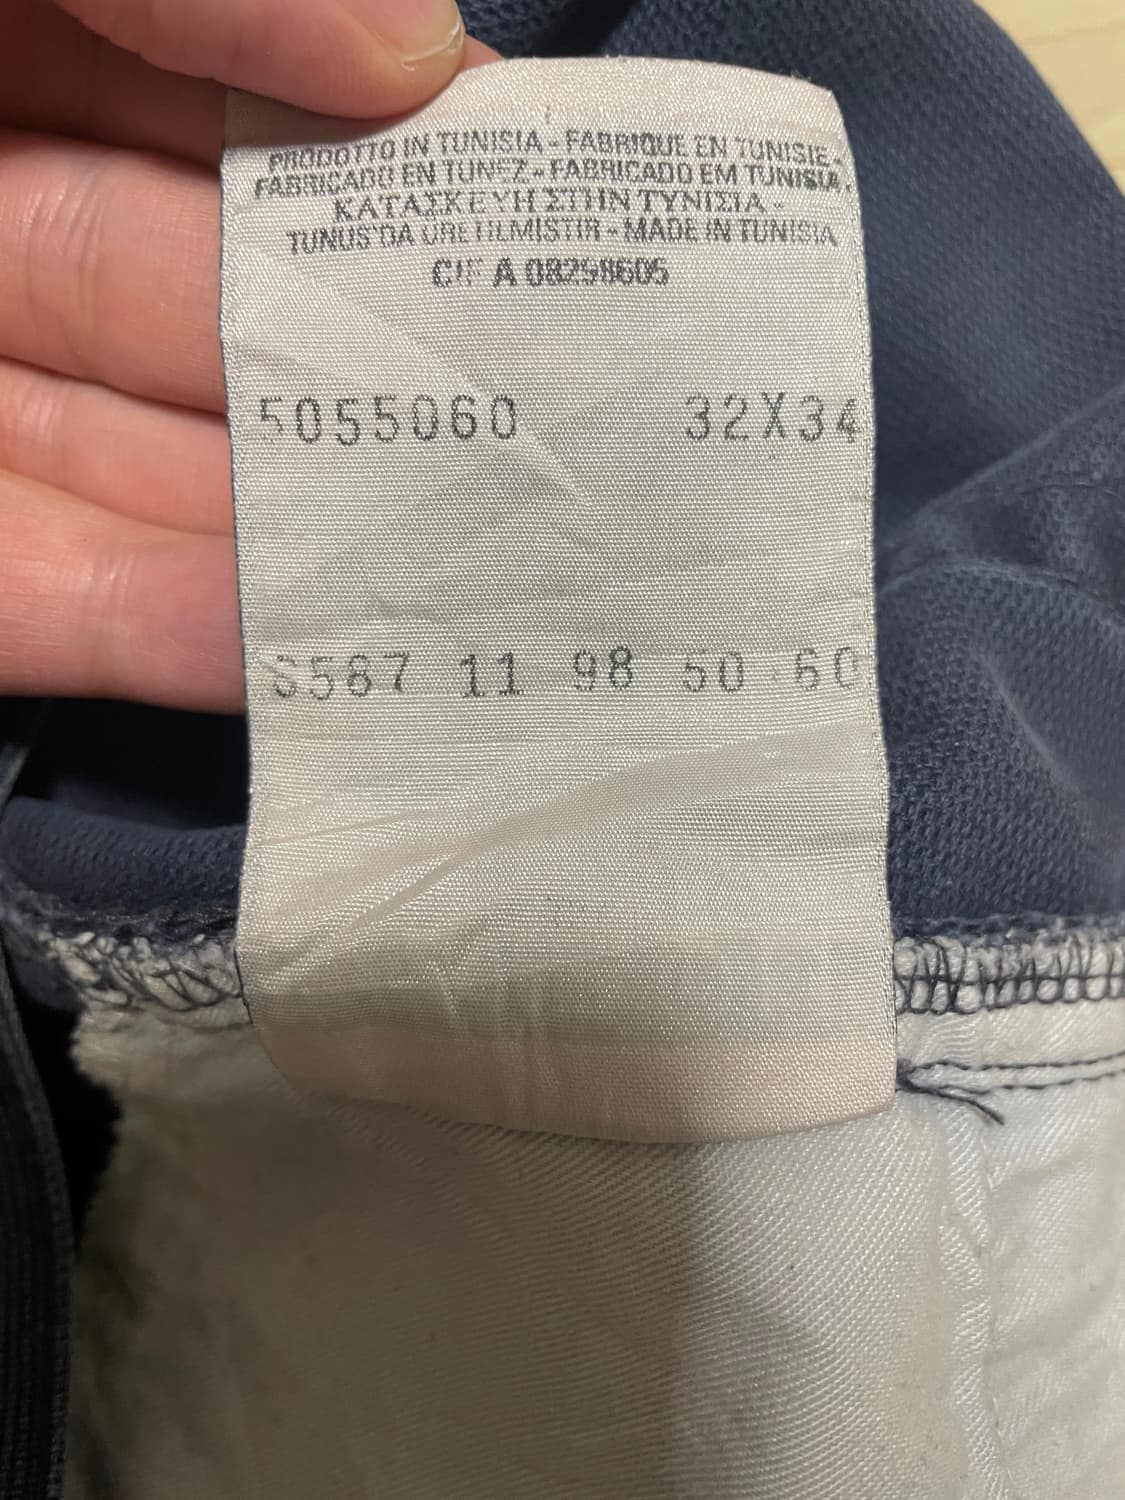 PRODOTTO IN TUNISIA - FABRIQUE EN TUNISIE -
FABRICADO EN TUNEZ - FABRICADO EM TUNISIA.
ΚΑΤΑΣΚΕΥΗ ΣΤΗΝ ΤΥΝΙΣΙΑ -
TUNUS'DA URETILMISTIR - MADE IN TUNISIA
CIF A 08258605
5055060 32X34
S587 11 98 50 60